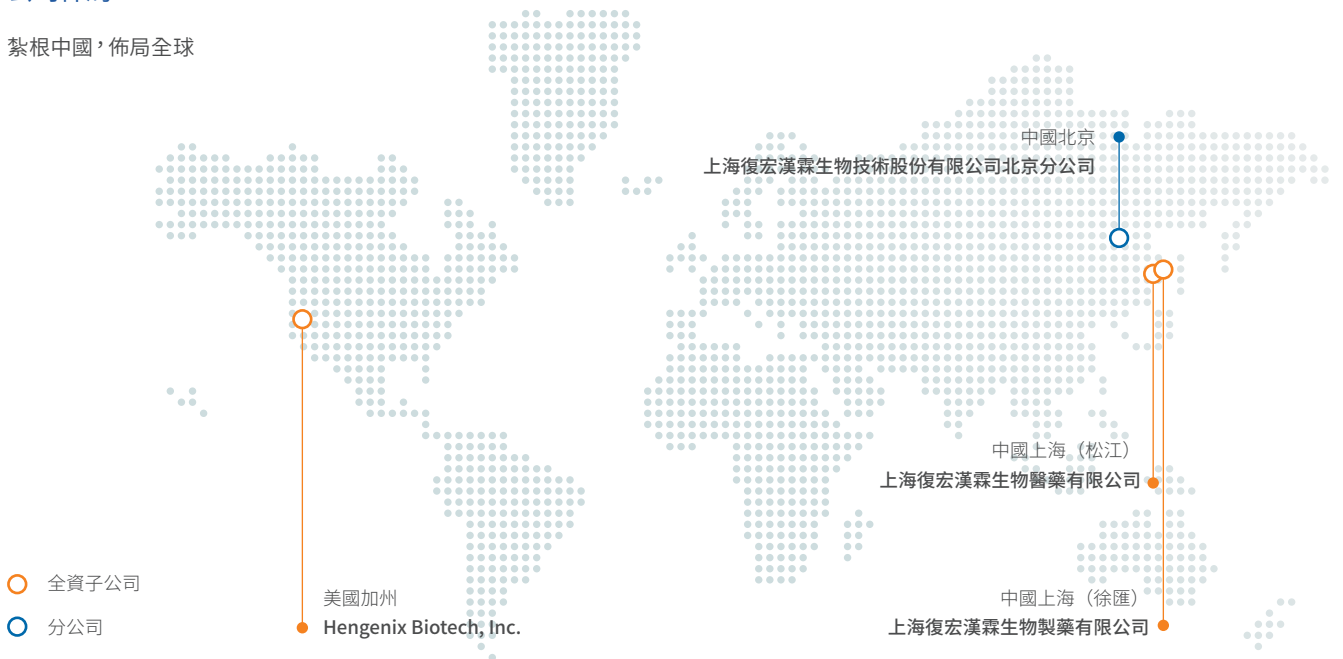 紮根中國，佈局全球
中國北京
上海復宏漢霖生物技術股份有限公司北京分公司
中國上海（松江）
上海復宏漢霖生物醫藥有限公司
全資子公司
分公司
美國加州
Hengenix Biotech, Inc.
中國上海（徐匯）
上海復宏漢霖生物製藥有限公司